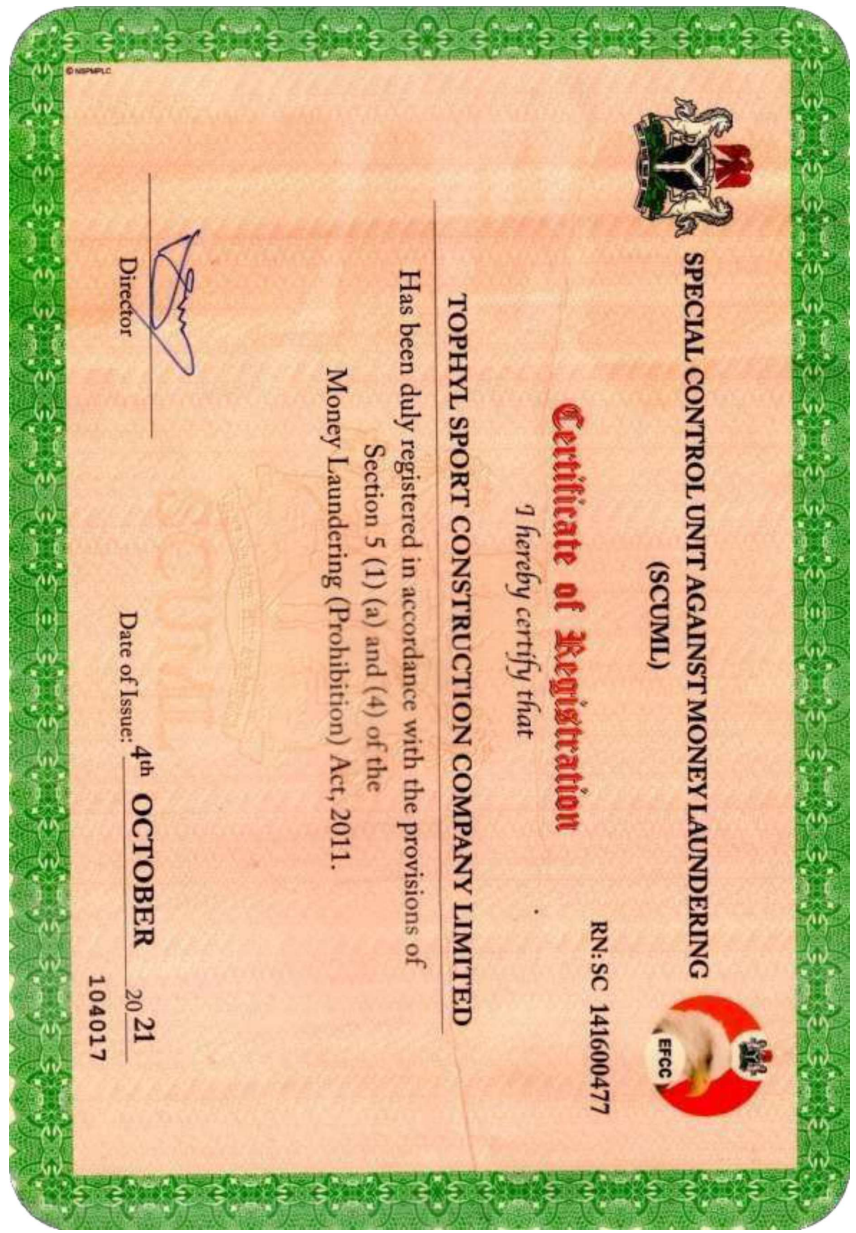 © NSPMPLC
SPECIAL CONTROL UNIT AGAINST MONEY LAUNDERING
(SCUML)
EFCC
RN: SC 141600477
Certificate of Registration
I hereby certify that
TOPHYL SPORT CONSTRUCTION COMPANY LIMITED
Has been duly registered in accordance with the provisions of
Section 5 (1) (a) and (4) of the
Money Laundering (Prohibition) Act, 2011.
SCUML
Director
Date of Issue: 4th OCTOBER 2021
104017